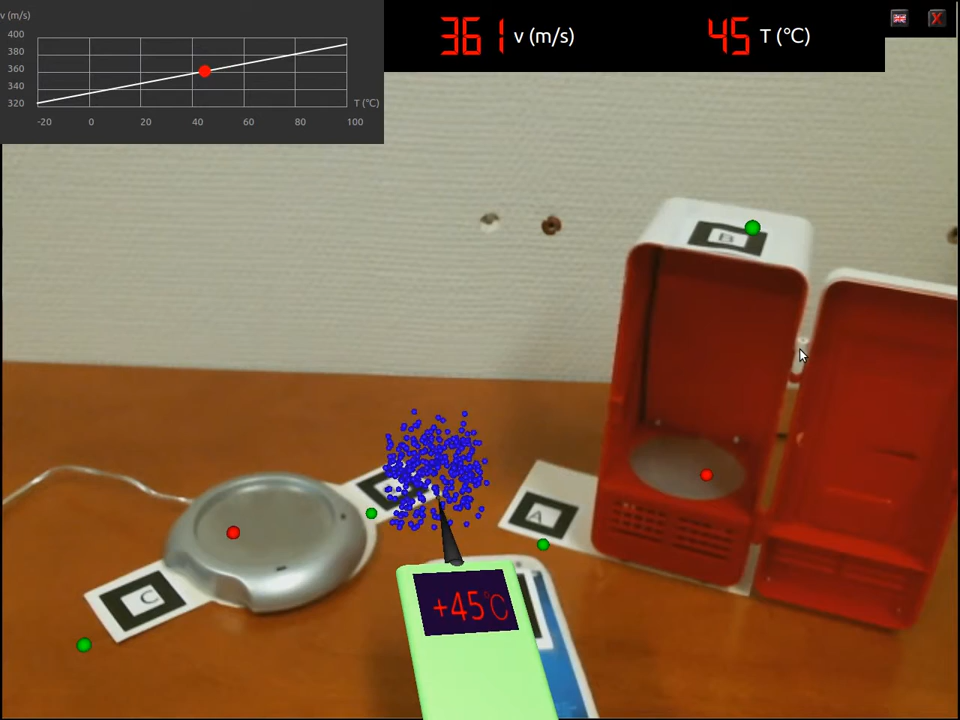 v (m/s)
400
380
360
340
320
-20 0 20 40 60 80 100
T (℃)
361 v (m/s)
45 T (℃)
X
B
A
C
+45℃